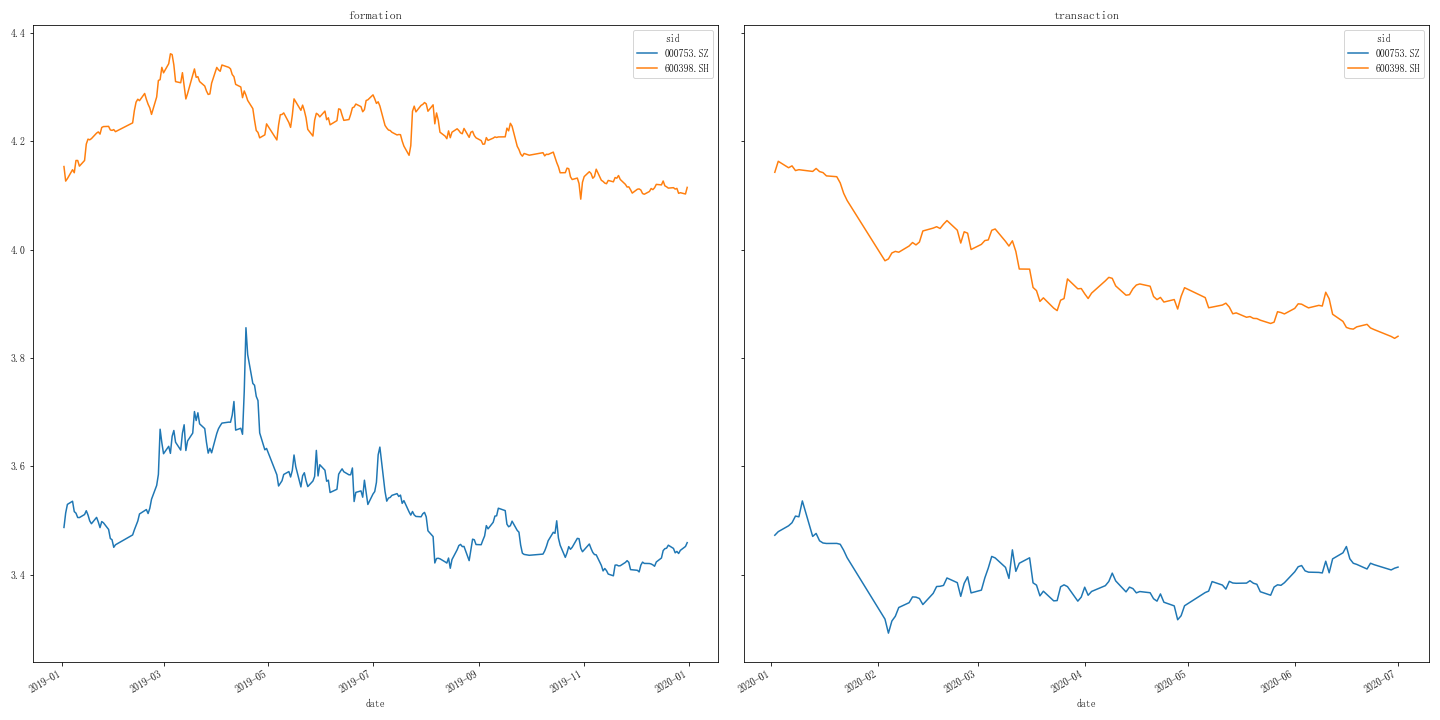 formation
transaction
sid
000753.SZ
600398.SH
sid
000753.SZ
600398.SH
4.4
4.2
4.0
3.8
3.6
3.4
2019-01
2019-03
2019-05
2019-07
2019-09
2019-11
2020-01
2020-01
2020-02
2020-03
2020-04
2020-05
2020-06
2020-07
date
date